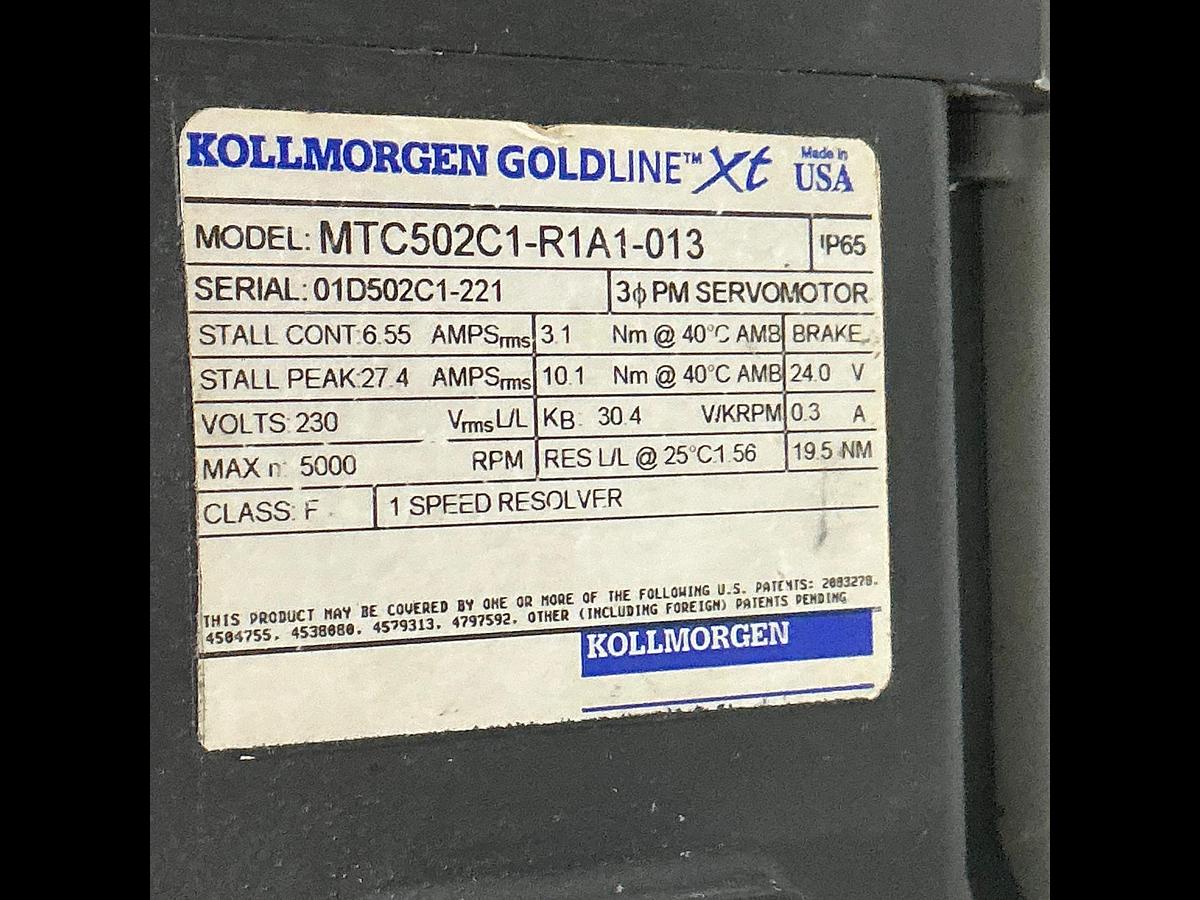 KOLLMORGEN GOLDLINE™ Xt Made in USA
MODEL: MTC502C1-R1A1-013 IP65
SERIAL: 01D502C1-221 3ϕ PM SERVOMOTOR
STALL CONT: 6.55 AMPSrms 3.1 Nm @ 40°C AMB BRAKE
STALL PEAK: 27.4 AMPSrms 10.1 Nm @ 40°C AMB 24.0 V
VOLTS: 230 Vrms L/L KB: 30.4 V/KRPM 0.3 A
MAX n: 5000 RPM RES L/L @ 25°C 1.56 19.5 NM
CLASS: F 1 SPEED RESOLVER
THIS PRODUCT MAY BE COVERED BY ONE OR MORE OF THE FOLLOWING U.S. PATENTS:
4504755, 4538080, 4579313, 4797592, OTHER (INCLUDING FOREIGN) PATENTS PENDING
KOLLMORGEN